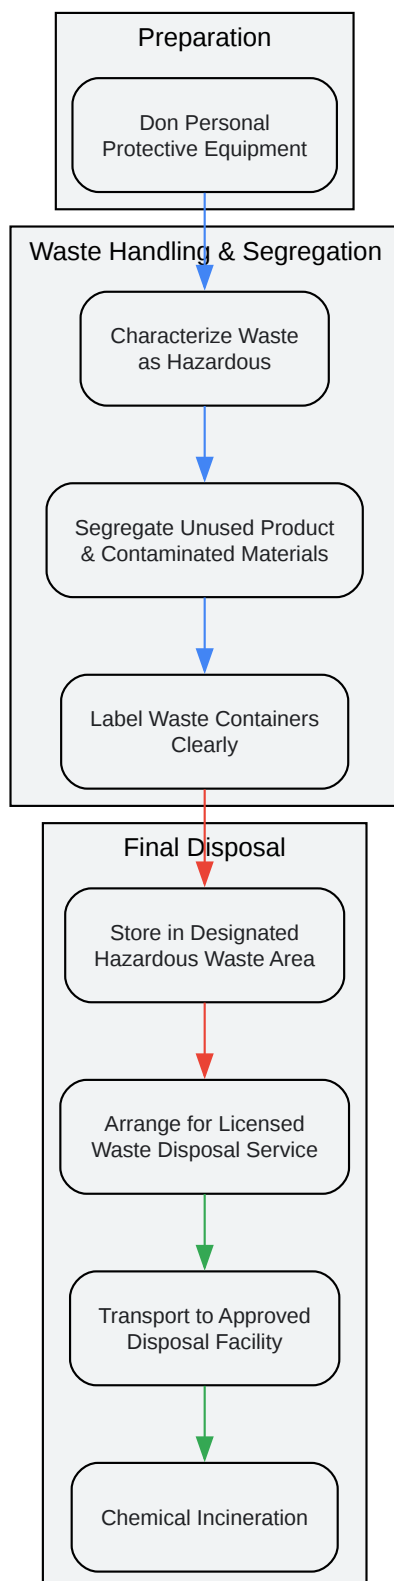 Preparation
Don Personal
Protective Equipment
Waste Handling & Segregation
Characterize Waste
as Hazardous
Segregate Unused Product
& Contaminated Materials
Label Waste Containers
Clearly
Final Disposal
Store in Designated
Hazardous Waste Area
Arrange for Licensed
Waste Disposal Service
Transport to Approved
Disposal Facility
Chemical Incineration